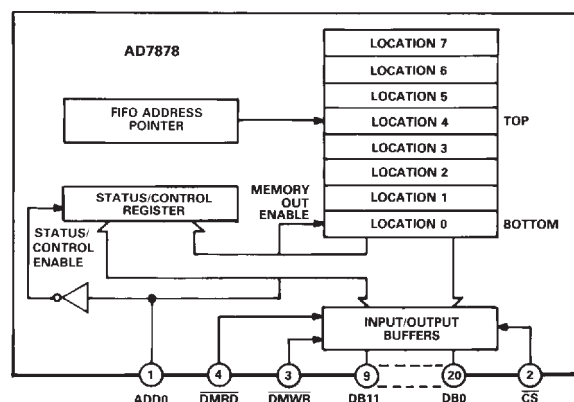 AD7878
LOCATION 7
LOCATION 6
LOCATION 5
FIFO ADDRESS
POINTER
LOCATION 4
TOP
LOCATION 3
LOCATION 2
MEMORY
OUT
ENABLE
LOCATION 1
STATUS/CONTROL
REGISTER
LOCATION 0
BOTTOM
STATUS/
CONTROL
ENABLE
INPUT/OUTPUT
BUFFERS
1
4
3
9
20
2
ADD0
DMRD
DMWR
DB11
DB0
CS